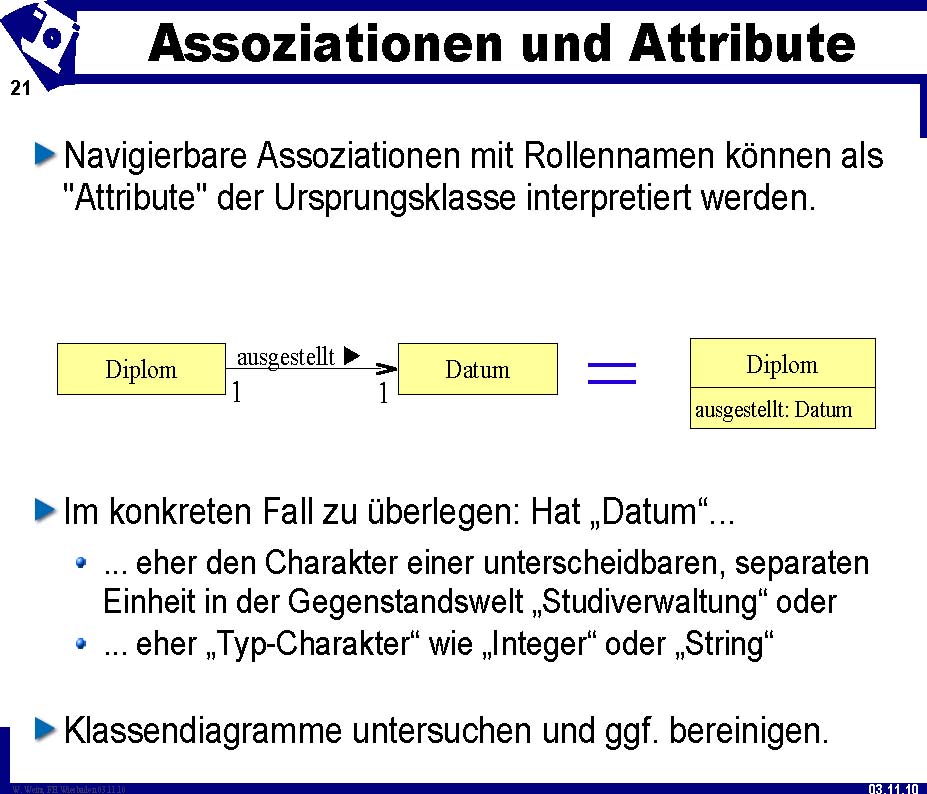 Assoziationen und Attribute
21
Navigierbare Assoziationen mit Rollennamen können als
"Attribute" der Ursprungsklasse interpretiert werden.
Diplom
ausgestellt ▶
1
1
Datum
=
Diplom
ausgestellt: Datum
Im konkreten Fall zu überlegen: Hat „Datum“...
... eher den Charakter einer unterscheidbaren, separaten
Einheit in der Gegenstandswelt „Studiverwaltung“ oder
... eher „Typ-Charakter“ wie „Integer“ oder „String“
Klassendiagramme untersuchen und ggf. bereinigen.
W. Weitz, FH Wiesbaden 03.11.10
03.11.10